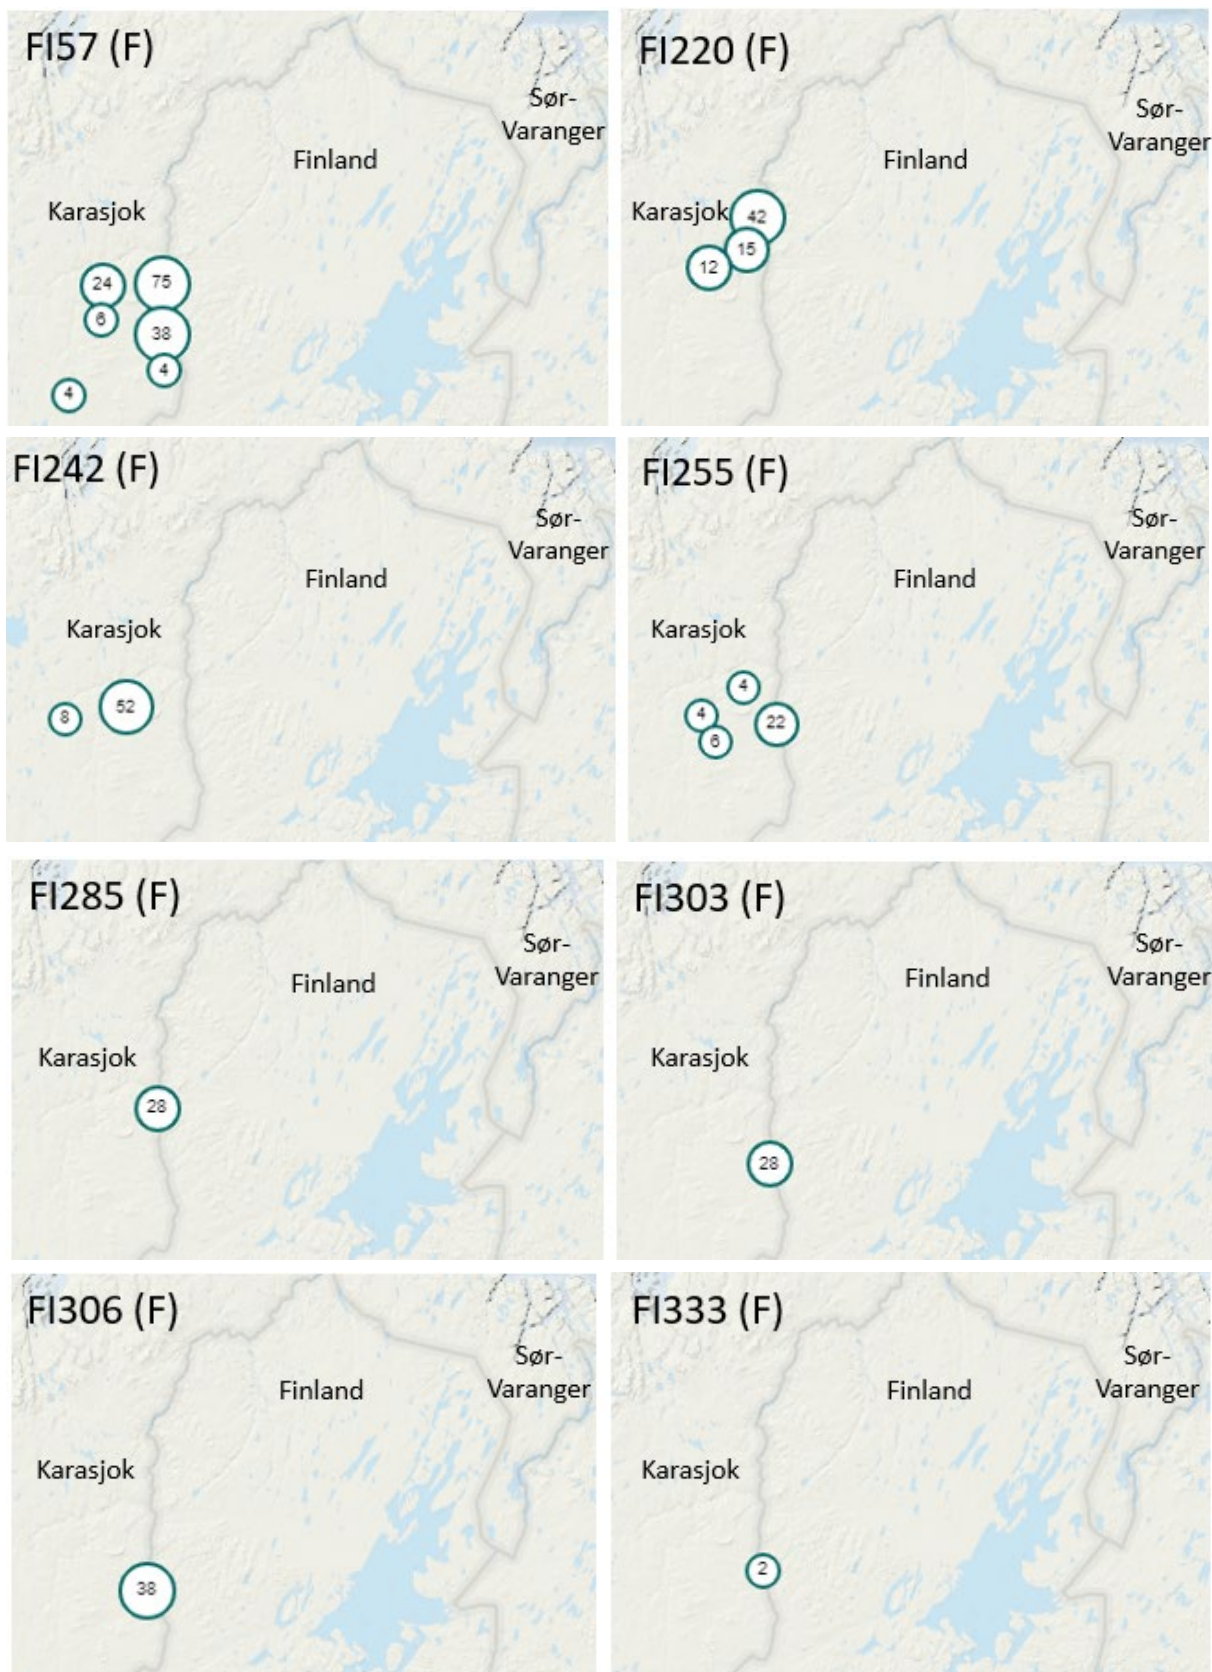 FI57 (F)
Sør-
Varanger
Finland
Karasjok
24
75
6
38
4
4
FI220 (F)
Sør-
Varanger
Finland
Karasjok
42
15
12
FI242 (F)
Sør-
Varanger
Finland
Karasjok
8
52
FI255 (F)
Sør-
Varanger
Finland
Karasjok
4
4
22
6
FI285 (F)
Sør-
Varanger
Finland
Karasjok
28
FI303 (F)
Sør-
Varanger
Finland
Karasjok
28
FI306 (F)
Sør-
Varanger
Finland
Karasjok
38
FI333 (F)
Sør-
Varanger
Finland
Karasjok
2